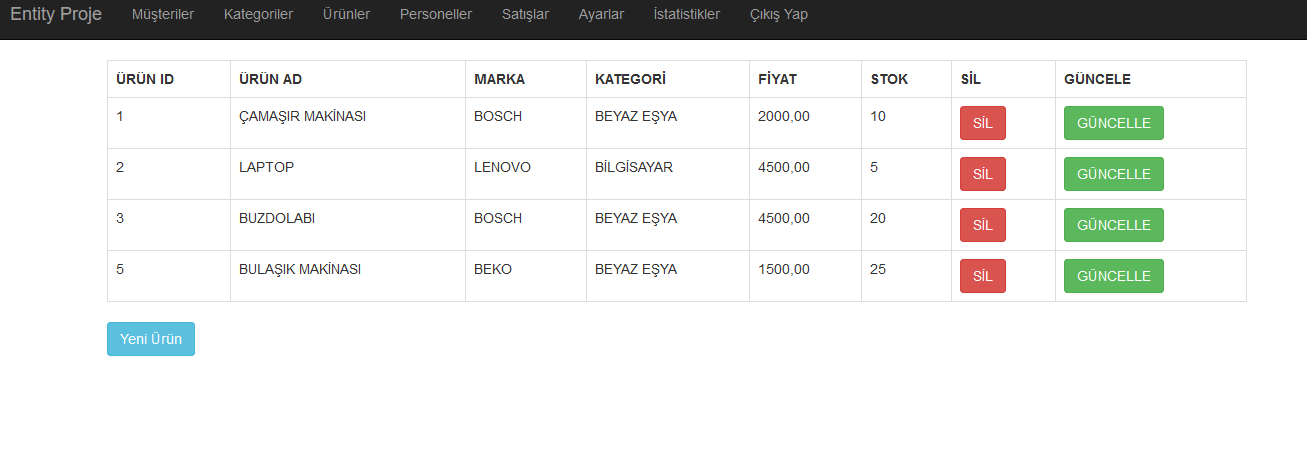 Entity Proje Müşteriler Kategoriler Ürünler Personeller Satışlar Ayarlar İstatistikler Çıkış Yap
ÜRÜN ID ÜRÜN AD MARKA KATEGORİ FİYAT STOK SİL GÜNCELE
1 ÇAMAŞIR MAKİNASI BOSCH BEYAZ EŞYA 2000,00 10 SİL GÜNCELLE
2 LAPTOP LENOVO BİLGİSAYAR 4500,00 5 SİL GÜNCELLE
3 BUZDOLABI BOSCH BEYAZ EŞYA 4500,00 20 SİL GÜNCELLE
5 BULAŞIK MAKİNASI BEKO BEYAZ EŞYA 1500,00 25 SİL GÜNCELLE
Yeni Ürün